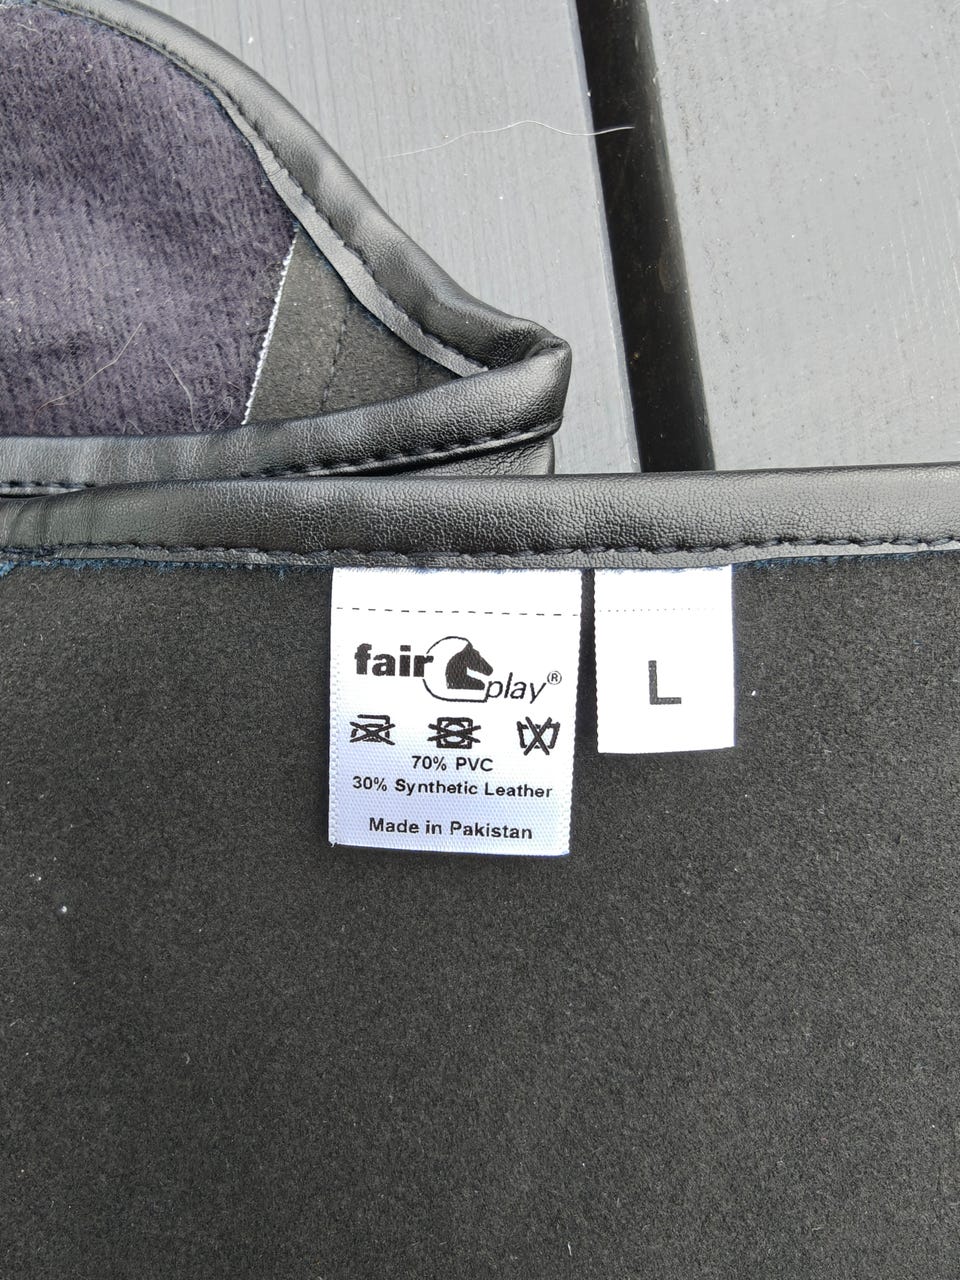 fair play®
70% PVC
30% Synthetic Leather
Made in Pakistan
L